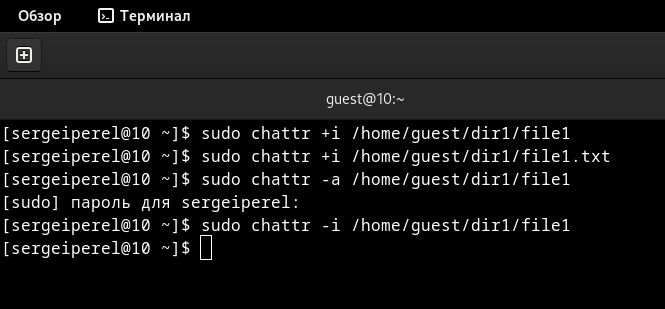 Обзор
Терминал
guest@10:~
[sergeiperel@10 ~]$ sudo chattr +i /home/guest/dir1/file1
[sergeiperel@10 ~]$ sudo chattr +i /home/guest/dir1/file1.txt
[sergeiperel@10 ~]$ sudo chattr -a /home/guest/dir1/file1
[sudo] пароль для sergeiperel:
[sergeiperel@10 ~]$ sudo chattr -i /home/guest/dir1/file1
[sergeiperel@10 ~]$